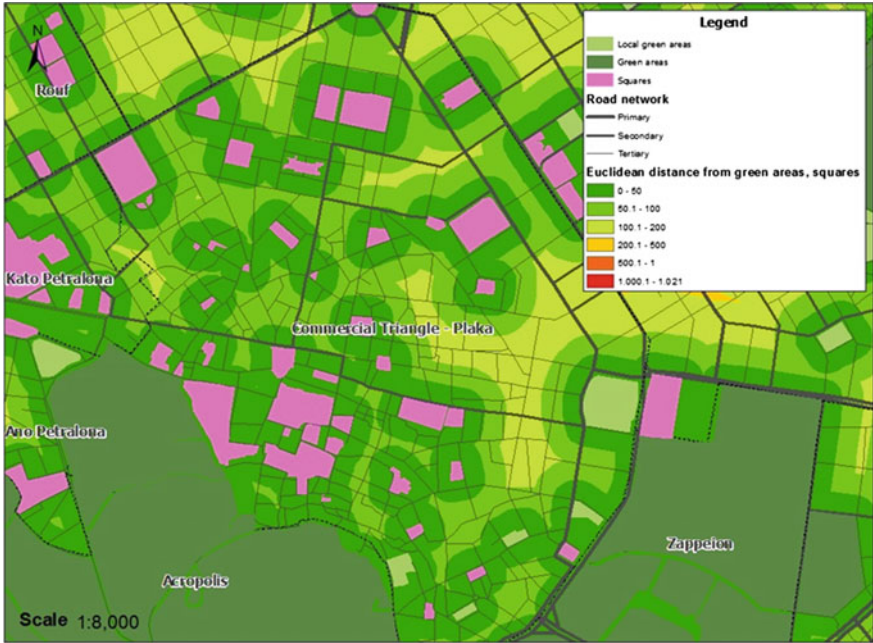 N
Rouf
Kato Petralona
Commercial Triangle - Plaka
Ano Petralona
Acropolis
Zappeion
Scale 1:8,000
Legend
Local green areas
Green areas
Squares
Road network
Primary
Secondary
Tertiary
Euclidean distance from green areas, squares
0 - 50
50.1 - 100
100.1 - 200
200.1 - 500
500.1 - 1
1.000.1 - 1.021